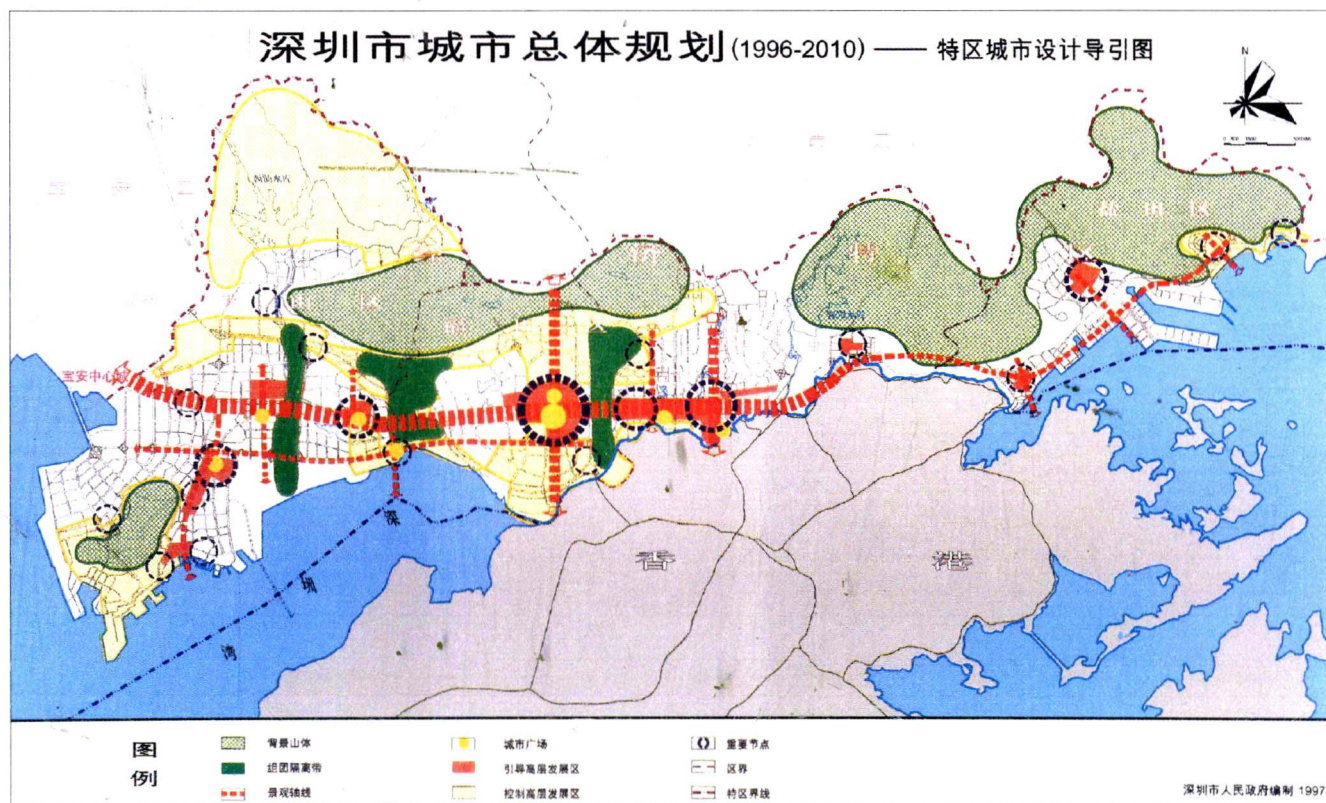 深圳市城市总体规划(1996-2010)——特区城市设计导引图
N
盐田区
宝安中心城
深
圳
湾
香港
图例
背景山体
城市广场
重要节点
组团隔离带
引导高层发展区
区界
景观轴线
控制高层发展区
特区界线
深圳市人民政府编制 1997